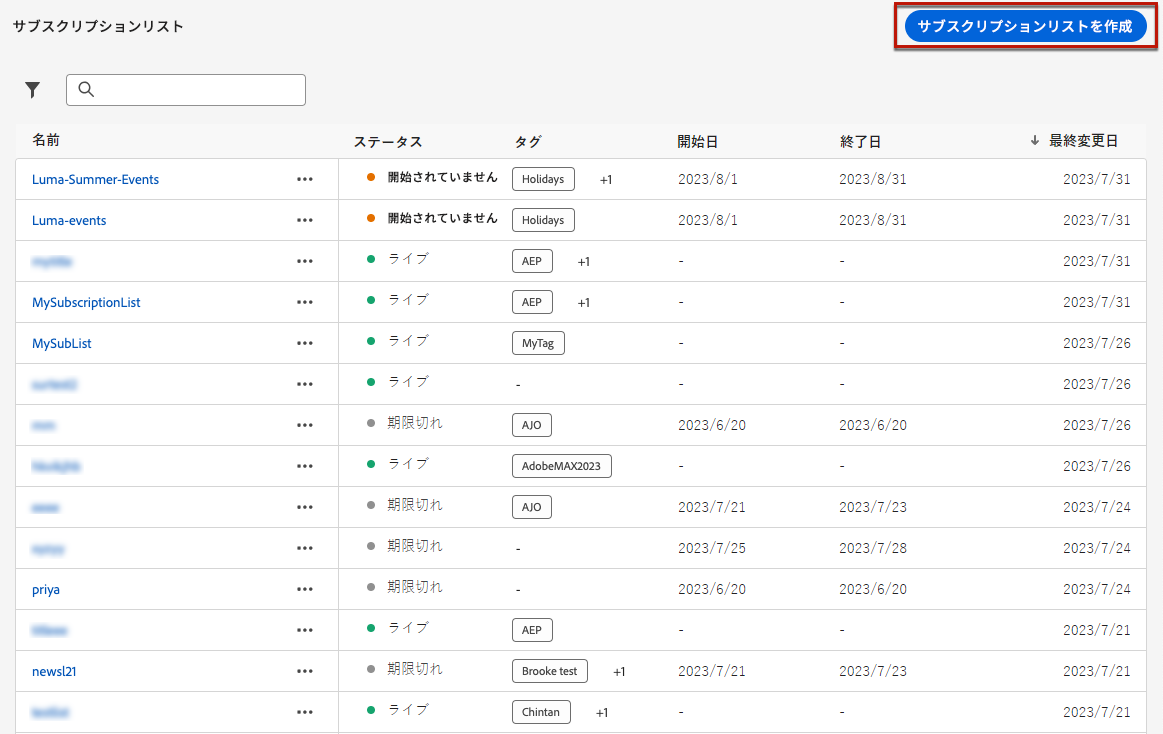 サブスクリプションリスト サブスクリプションリストを作成
名前 ステータス タグ 開始日 終了日 ↓ 最終変更日
Luma-Summer-Events ••• 開始されていません Holidays +1 2023/8/1 2023/8/31 2023/7/31
Luma-events ••• 開始されていません Holidays 2023/8/1 2023/8/31 2023/7/31
••• ライブ AEP +1 - - 2023/7/31
MySubscriptionList ••• ライブ AEP +1 - - 2023/7/31
MySubList ••• ライブ MyTag - - 2023/7/26
••• ライブ - - - 2023/7/26
••• 期限切れ AJO 2023/6/20 2023/6/20 2023/7/26
••• ライブ AdobeMAX2023 - - 2023/7/26
••• 期限切れ AJO 2023/7/21 2023/7/23 2023/7/24
••• 期限切れ - 2023/7/25 2023/7/28 2023/7/24
priya ••• 期限切れ - 2023/6/20 2023/6/20 2023/7/24
••• ライブ AEP - - 2023/7/21
newsl21 ••• 期限切れ Brooke test +1 2023/7/21 2023/7/23 2023/7/21
••• ライブ Chintan +1 - - 2023/7/21